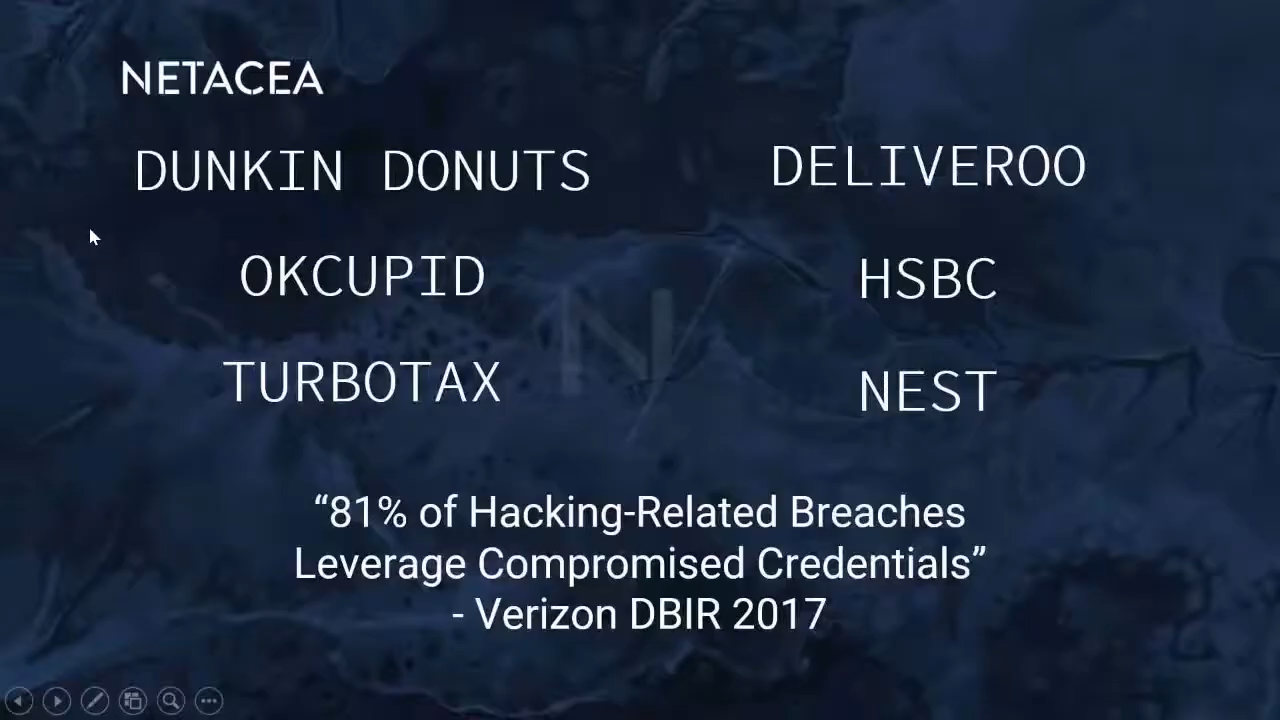 NETACEA
DUNKIN DONUTS
DELIVEROO
OKCUPID
HSBC
TURBOTAX
NEST
“81% of Hacking-Related Breaches
Leverage Compromised Credentials”
- Verizon DBIR 2017